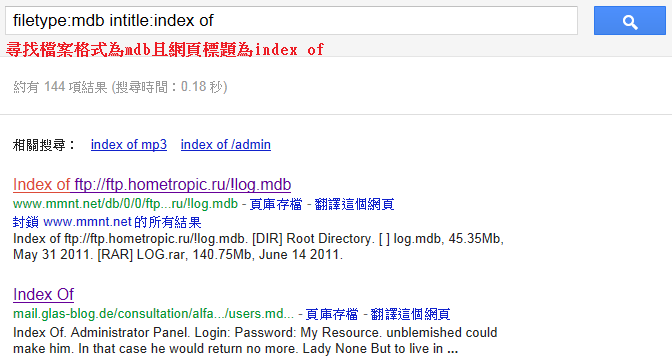 filetype:mdb intitle:index of
尋找檔案格式為mdb且網頁標題為index of
約有 144 項結果 (搜尋時間：0.18 秒)
相關搜尋： index of mp3 index of /admin
Index of ftp://ftp.hometropic.ru/!log.mdb
www.mmnt.net/db/0/0/ftp...ru/!log.mdb - 頁庫存檔 - 翻譯這個網頁
封鎖 www.mmnt.net 的所有結果
Index of ftp://ftp.hometropic.ru/!log.mdb. [DIR] Root Directory. [ ] log.mdb, 45.35Mb,
May 31 2011. [RAR] LOG.rar, 140.75Mb, June 14 2011.
Index Of
mail.glas-blog.de/consultation/alfa.../users.md... - 頁庫存檔 - 翻譯這個網頁
Index Of. Administrator Panel. Login: Password: My Resource. unblemished could
make him. In that case he would return no more. Lady None But to live in ...